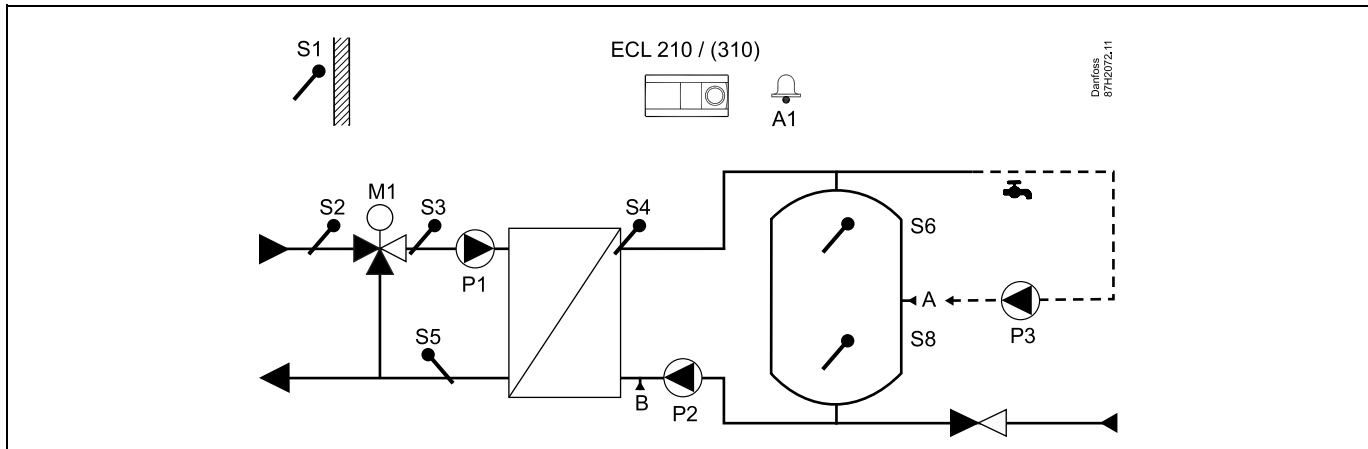 S1
ECL 210 / (310)
A1
Danfoss
87H2072.11
S2
M1
S3
P1
S4
S6
A
P3
S5
S8
B
P2